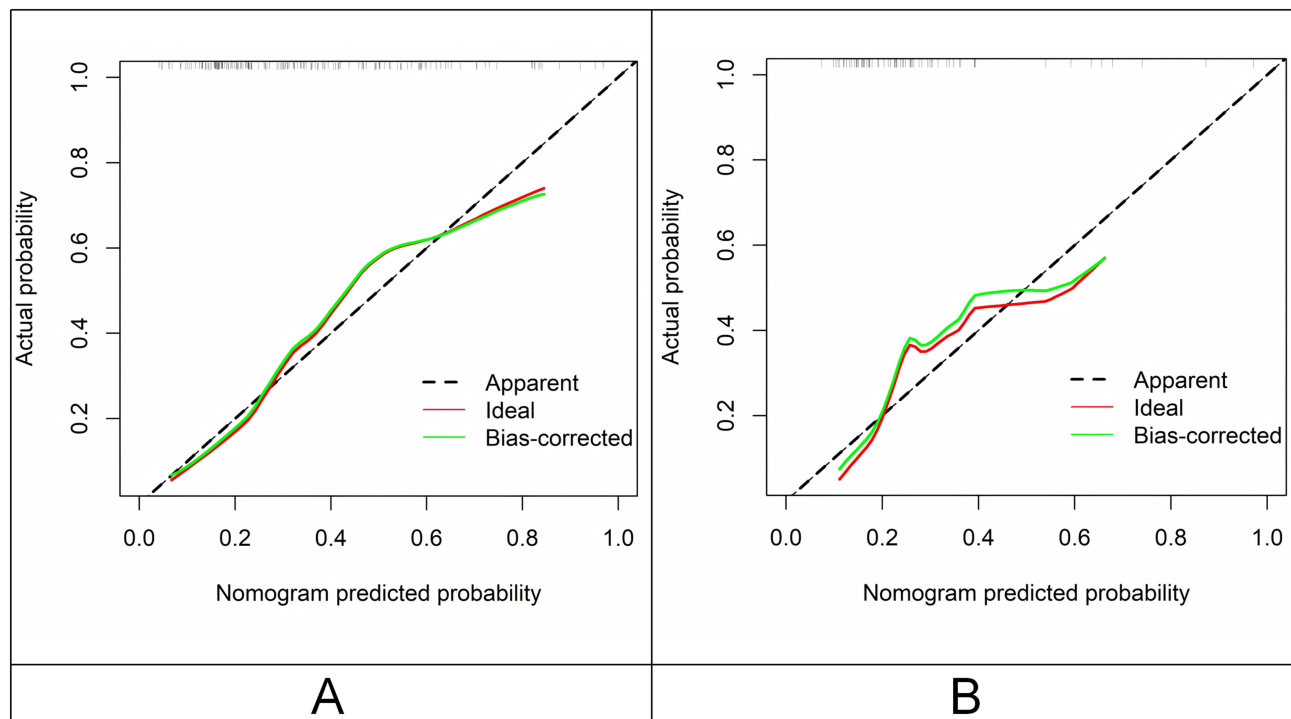 1.0
0.8
0.6
0.4
0.2
Actual probability
Apparent
Ideal
Bias-corrected
0.0 0.2 0.4 0.6 0.8 1.0
Nomogram predicted probability
A
1.0
0.8
0.6
0.4
0.2
Actual probability
Apparent
Ideal
Bias-corrected
0.0 0.2 0.4 0.6 0.8 1.0
Nomogram predicted probability
B